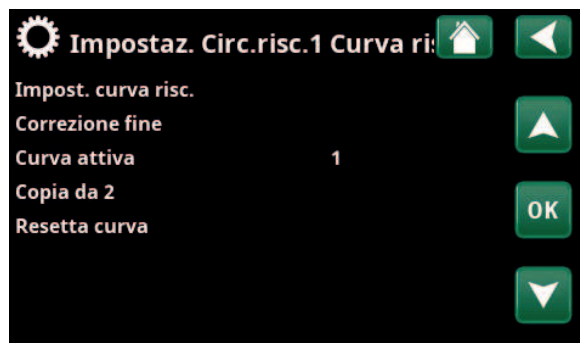 Impostaz. Circ.risc.1 Curva ri
Impost. curva risc.
Correzione fine
Curva attiva 1
Copia da 2
OK
Resetta curva